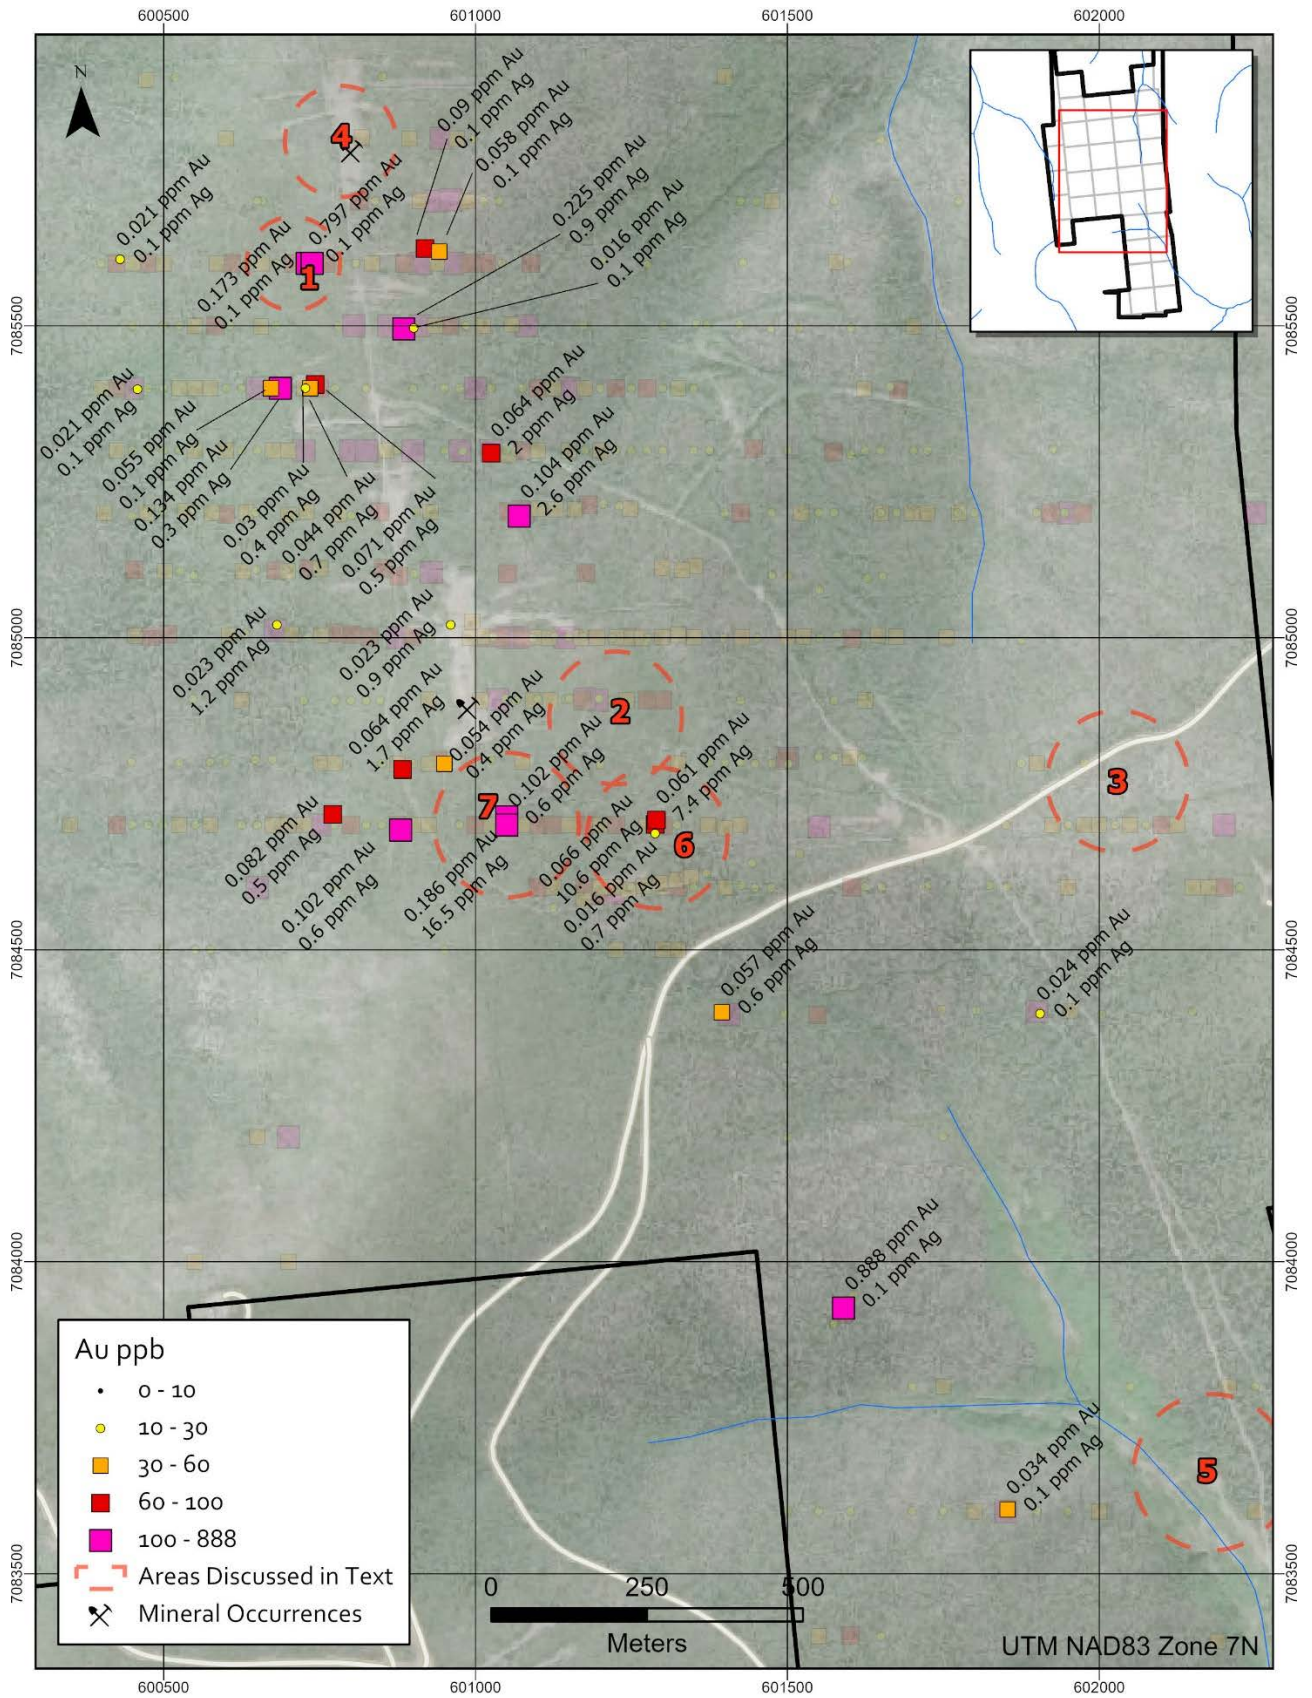 600500
601000
601500
602000
N
0.09 ppm Au
0.1 ppm Ag
0.058 ppm Au
0.1 ppm Ag
4
0.021 ppm Au
0.1 ppm Ag
0.797 ppm Au
0.1 ppm Ag
0.225 ppm Au
0.9 ppm Ag
0.016 ppm Au
0.1 ppm Ag
0.173 ppm Au
0.1 ppm Ag
1
7085500
7085500
0.021 ppm Au
0.1 ppm Ag
0.055 ppm Au
0.1 ppm Ag
0.134 ppm Au
0.3 ppm Ag
0.03 ppm Au
0.4 ppm Ag
0.044 ppm Au
0.7 ppm Ag
0.071 ppm Au
0.5 ppm Ag
0.064 ppm Au
2 ppm Ag
0.104 ppm Au
2.6 ppm Ag
7085000
7085000
0.023 ppm Au
1.2 ppm Ag
0.023 ppm Au
0.9 ppm Ag
0.064 ppm Au
1.7 ppm Ag
0.054 ppm Au
0.4 ppm Ag
2
0.102 ppm Au
0.6 ppm Ag
0.061 ppm Au
7.4 ppm Ag
3
7
6
0.082 ppm Au
0.5 ppm Ag
0.102 ppm Au
0.6 ppm Ag
0.186 ppm Au
16.5 ppm Ag
0.066 ppm Au
10.6 ppm Ag
0.016 ppm Au
0.7 ppm Ag
7084500
7084500
0.057 ppm Au
0.6 ppm Ag
0.024 ppm Au
0.1 ppm Ag
7084000
7084000
0.888 ppm Au
0.1 ppm Ag
0.034 ppm Au
0.1 ppm Ag
5
7083500
7083500
Au ppb
0 - 10
10 - 30
30 - 60
60 - 100
100 - 888
Areas Discussed in Text
Mineral Occurrences
0 250 500
Meters
UTM NAD83 Zone 7N
600500
601000
601500
602000